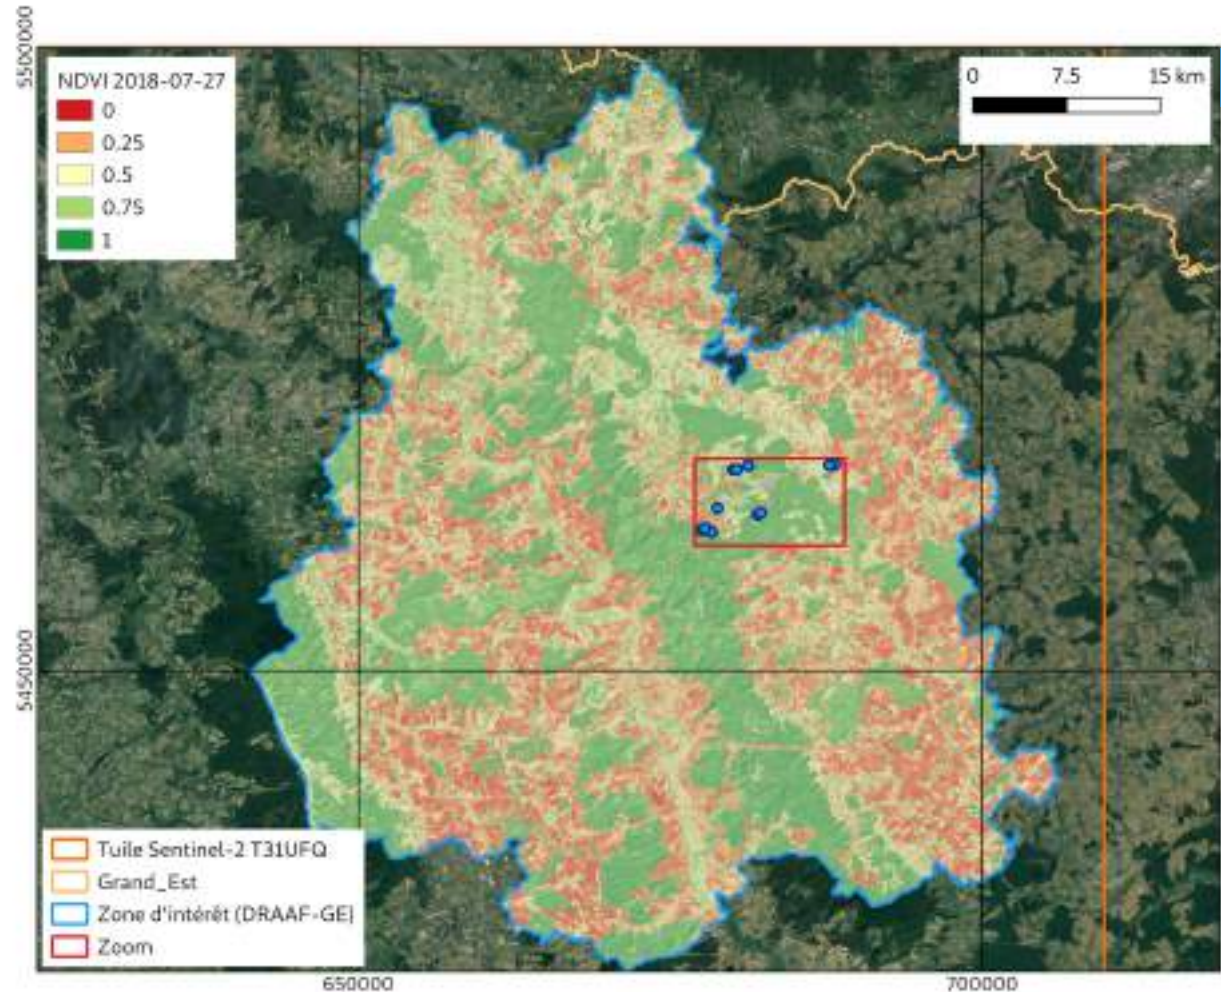 5500000
NDVI 2018-07-27
0
0.25
0.5
0.75
1
0 7.5 15 km
5450000
Tuile Sentinel-2 T31UFQ
Grand_Est
Zone d'intérêt (DRAAF-GE)
Zoom
650000 700000